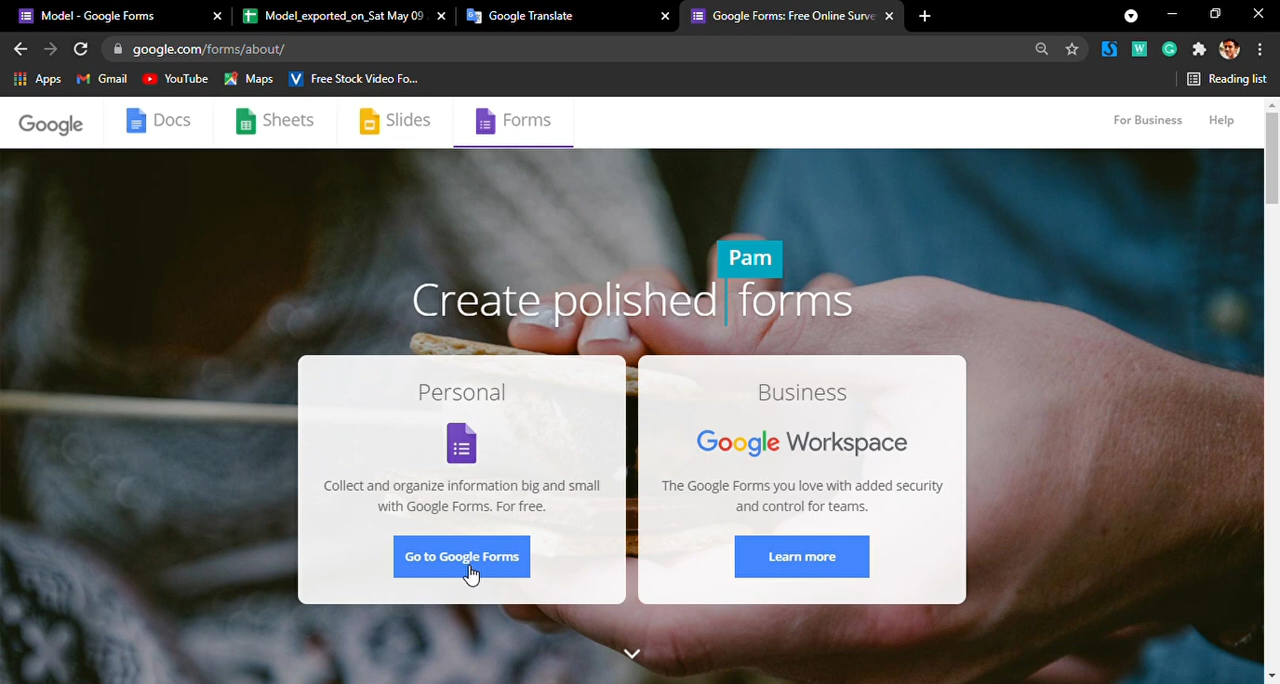 Model - Google Forms
Model_exported_on_Sat May 09
Google Translate
Google Forms: Free Online Surve
google.com/forms/about/
Apps
Gmail
YouTube
Maps
Free Stock Video Fo...
Reading list
Google
Docs
Sheets
Slides
Forms
For Business
Help
Pam
Create polished forms
Personal
Collect and organize information big and small
with Google Forms. For free.
Go to Google Forms
Business
Google Workspace
The Google Forms you love with added security
and control for teams.
Learn more